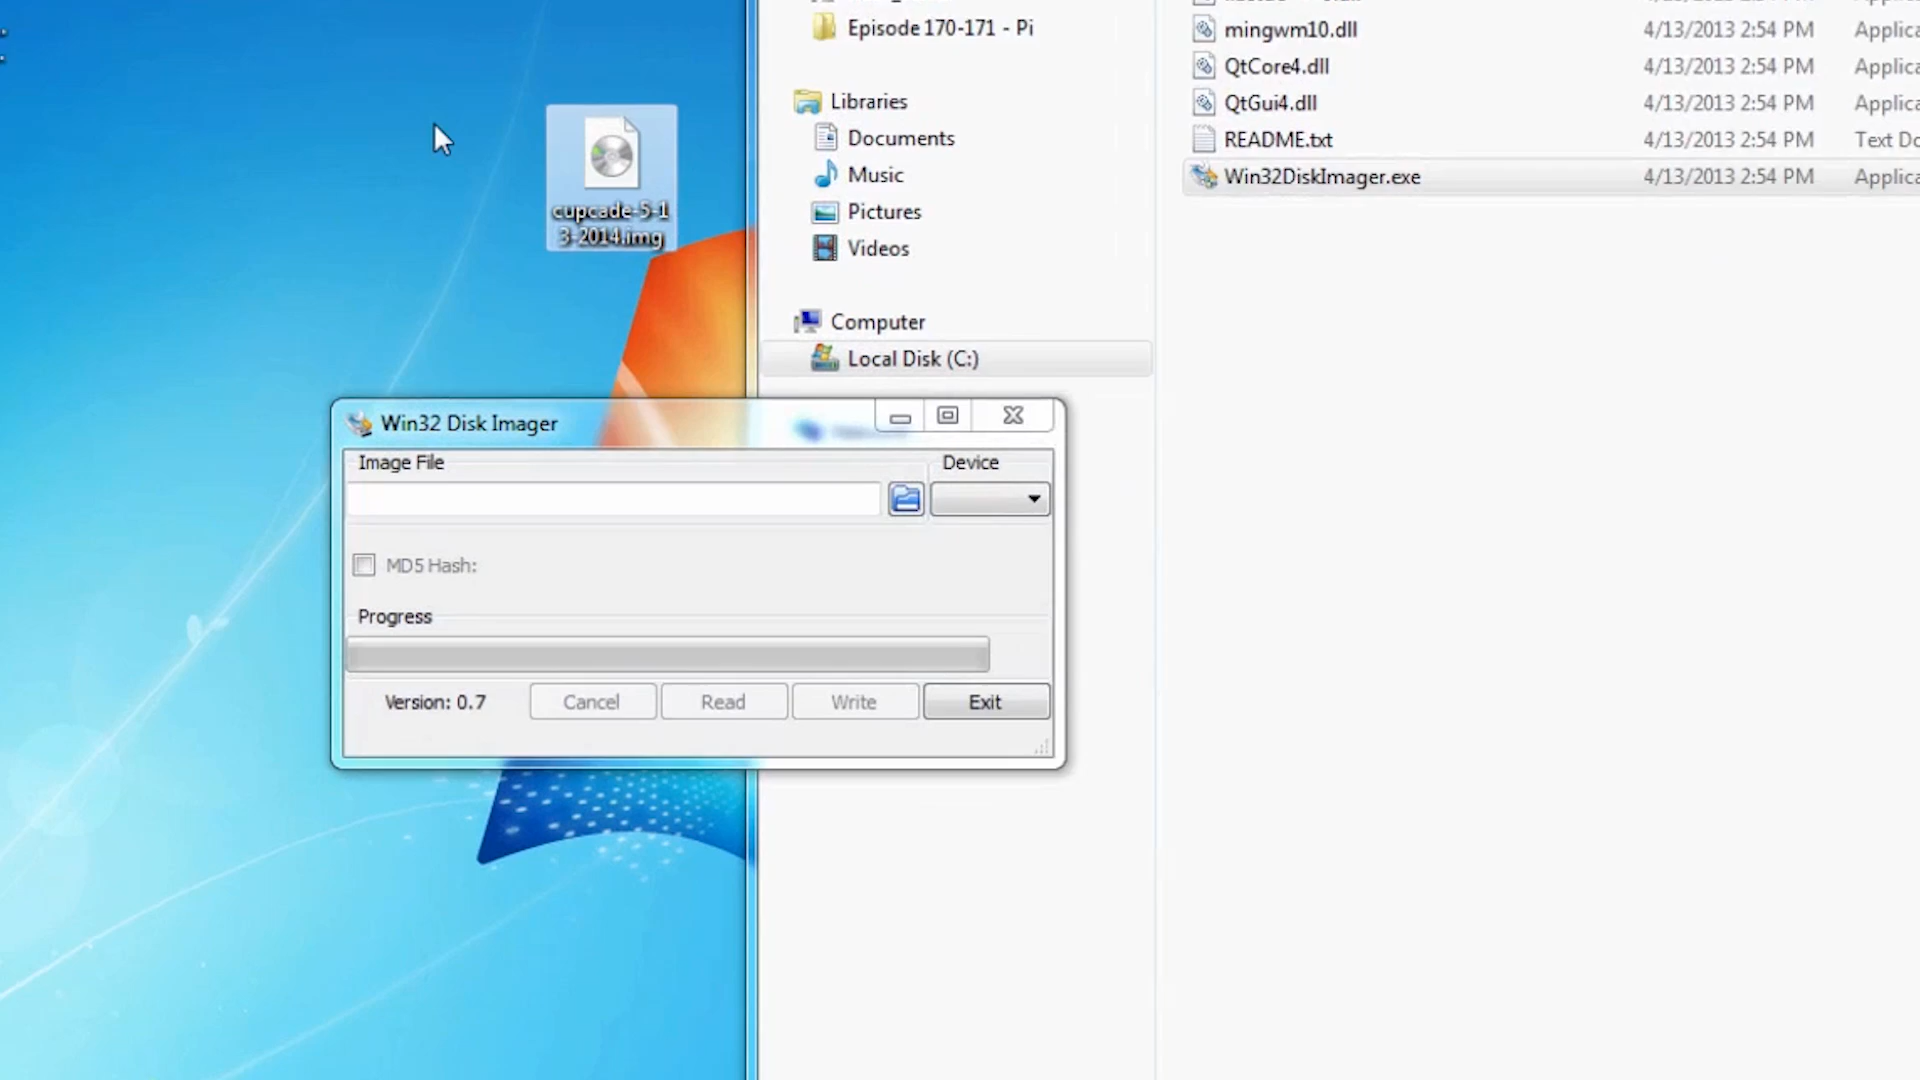 Episode 170-171 - Pi
mingwm10.dll 4/13/2013 2:54 PM Applica
QtCore4.dll 4/13/2013 2:54 PM Applica
Libraries
QtGui4.dll 4/13/2013 2:54 PM Applica
Documents
README.txt 4/13/2013 2:54 PM Text Do
Music
Win32DiskImager.exe 4/13/2013 2:54 PM Applica
cupcade-5-1
3-2014.img
Pictures
Videos
Computer
Local Disk (C:)
Win32 Disk Imager
Image File
Device
MD5 Hash:
Progress
Version: 0.7
Cancel
Read
Write
Exit